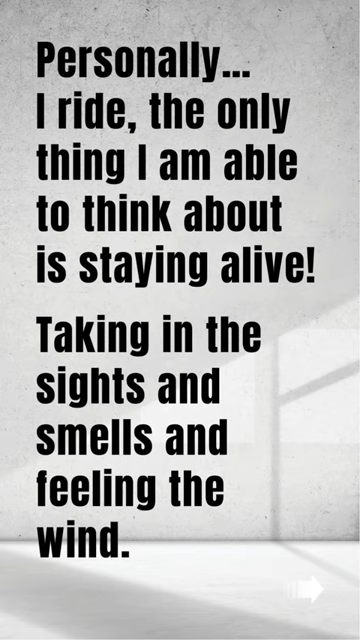 Personally...
I ride, the only
thing I am able
to think about
is staying alive!
Taking in the
sights and
smells and
feeling the
wind.